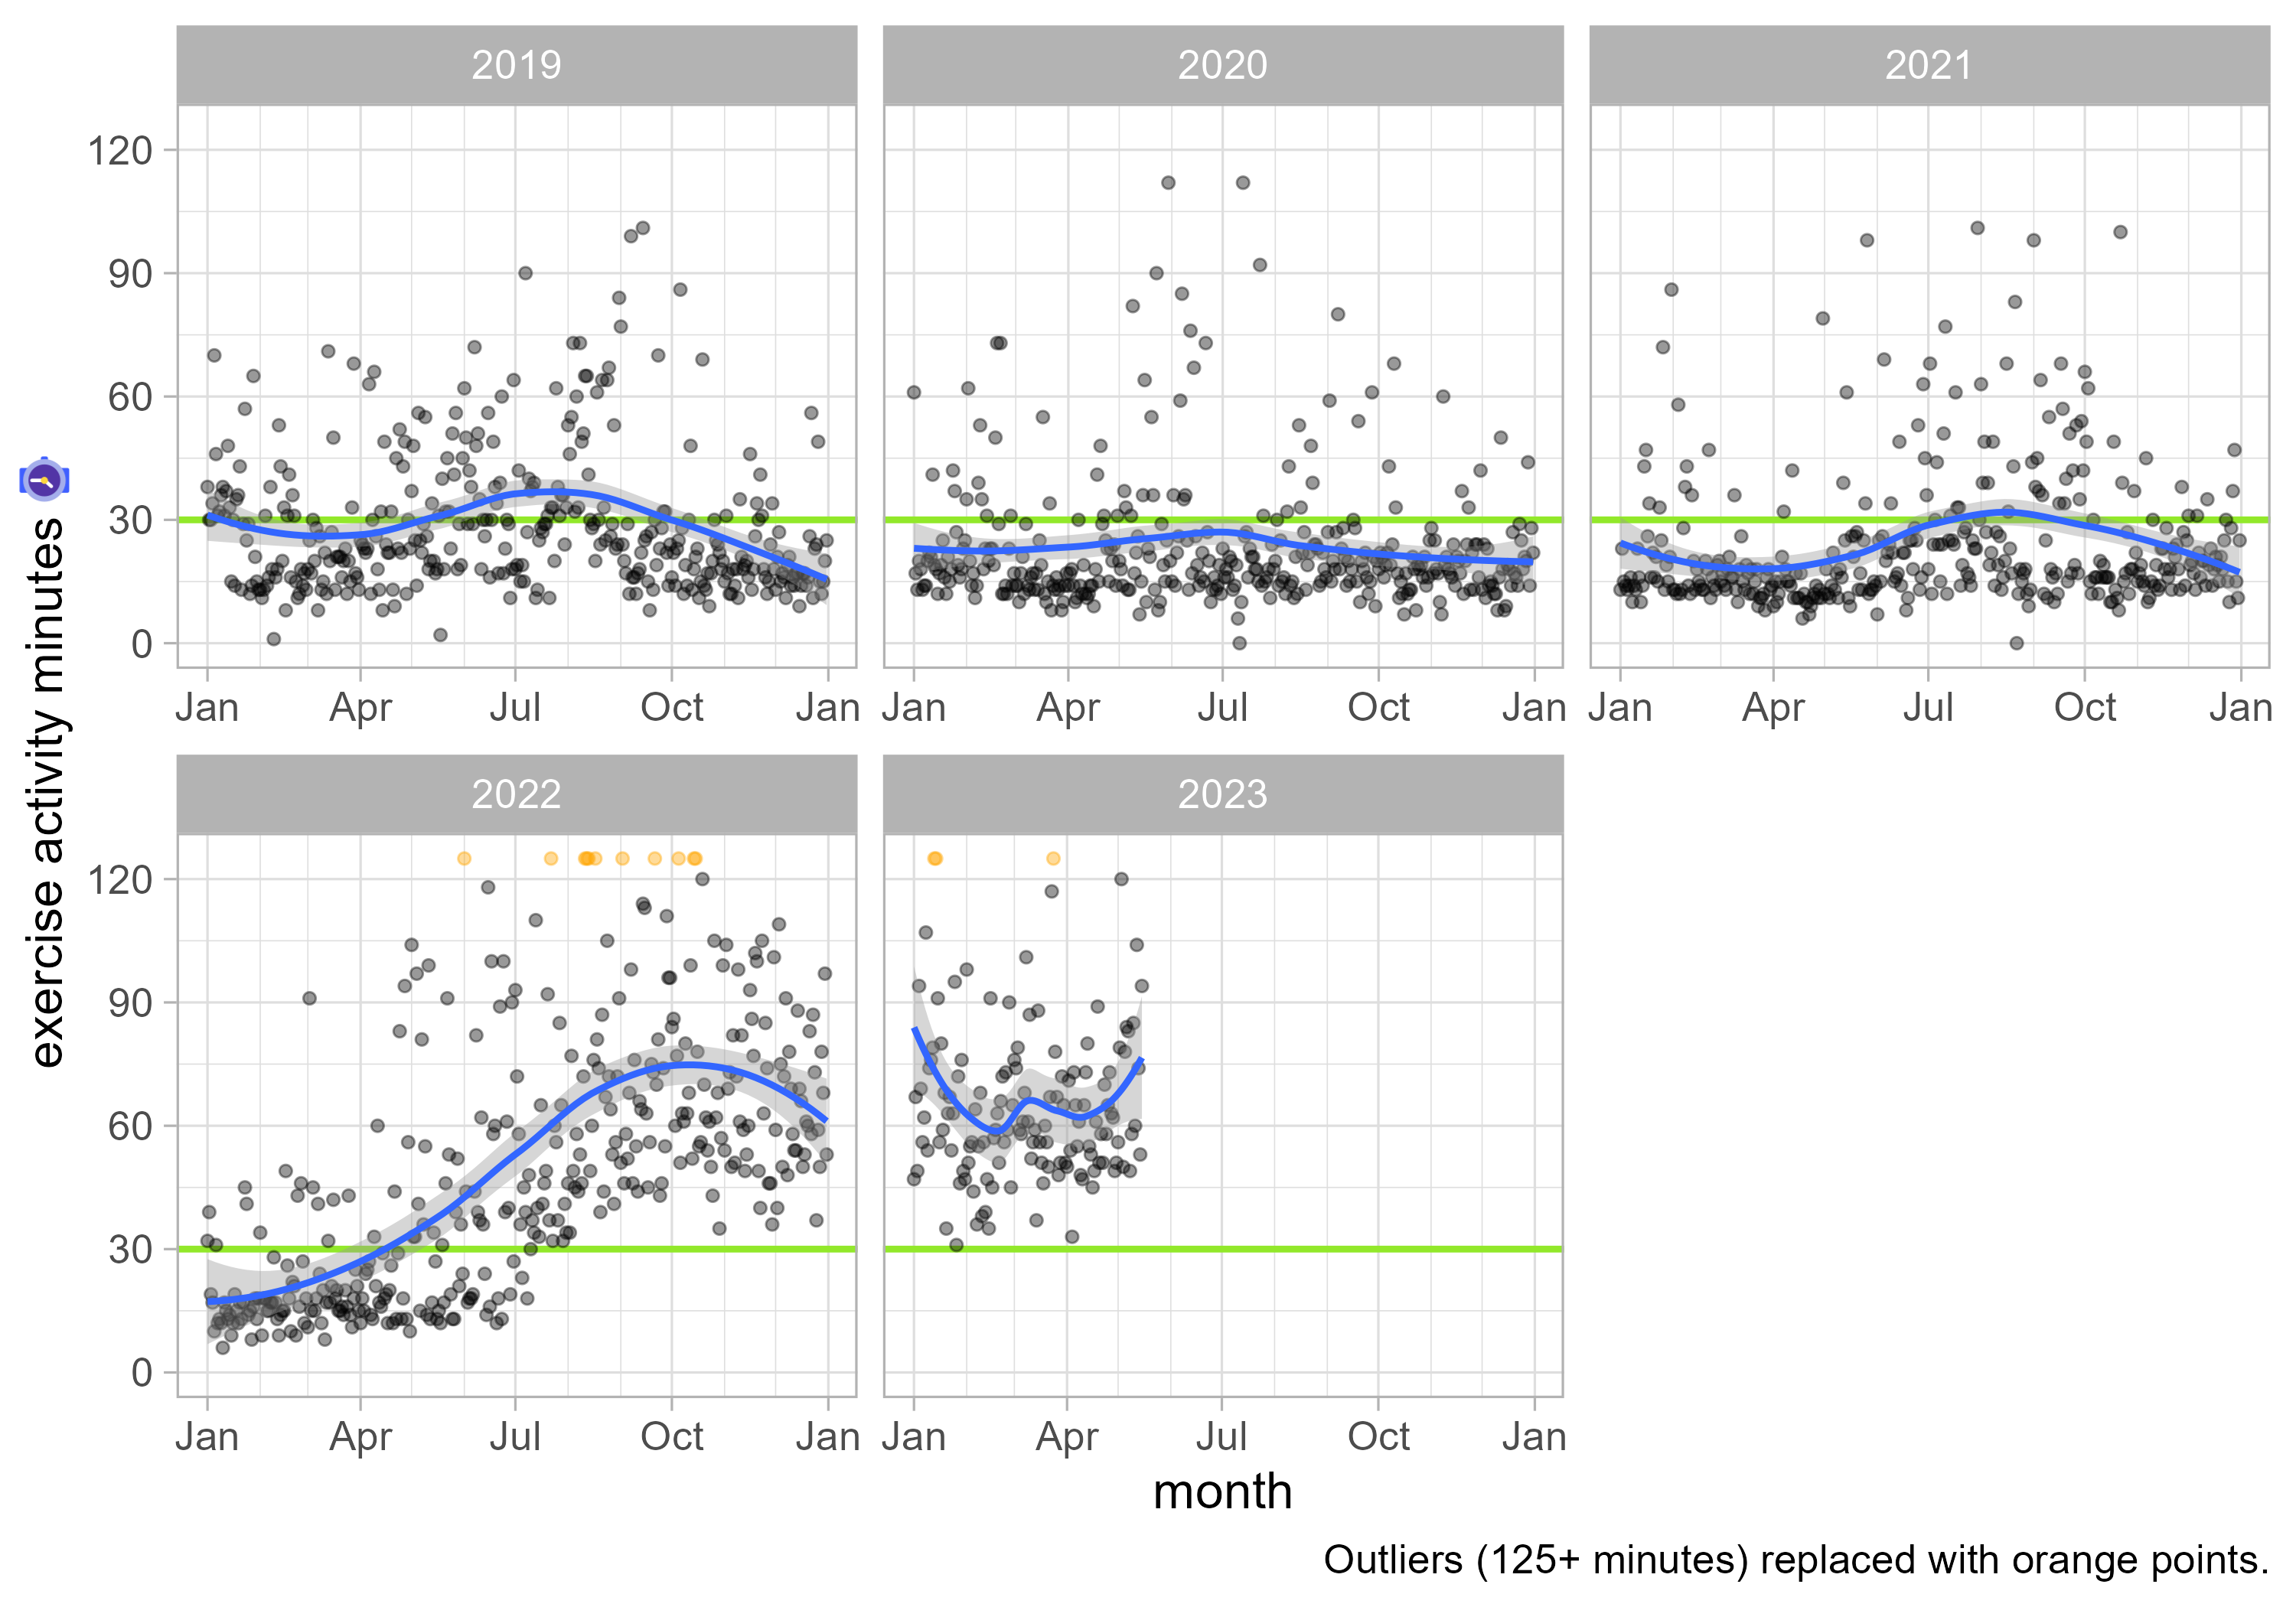 2019 2020 2021
120
90
60
30
0
Jan Apr Jul Oct Jan Jan Apr Jul Oct Jan Jan Apr Jul Oct Jan
exercise activity minutes
2022 2023
120
90
60
30
0
Jan Apr Jul Oct Jan Jan Apr Jul Oct Jan
month
Outliers (125+ minutes) replaced with orange points.